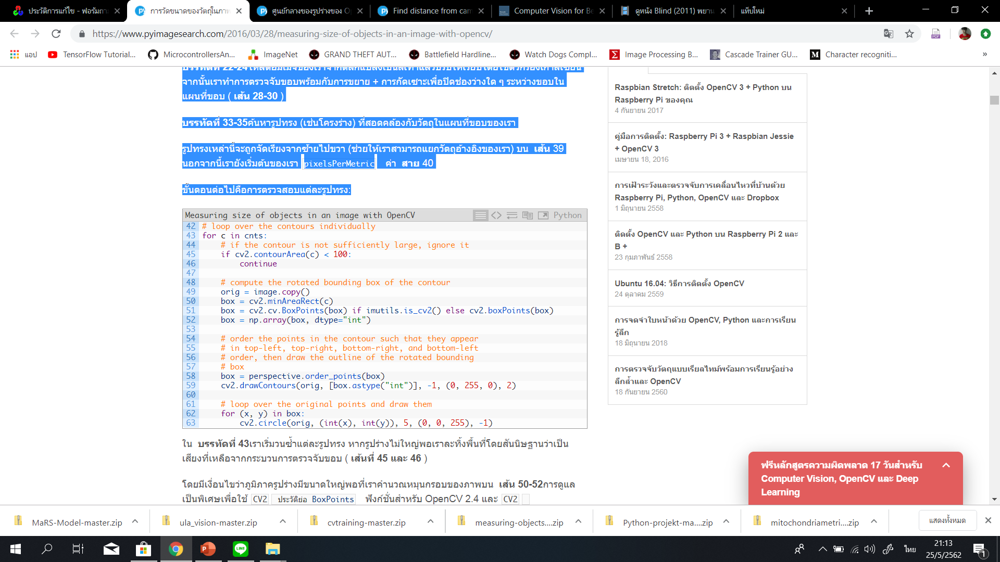 ประวัติการแก้ไข - ฟอรัมถาม
การวัดขนาดของวัตถุในภาพ
ศูนย์กลางของรูปร่างของ O
Find distance from cam
Computer Vision for Be
ดูหนัง Blind (2011) พยาน
แท็บใหม่
https://www.pyimagesearch.com/2016/03/28/measuring-size-of-objects-in-an-image-with-opencv/
แอป
TensorFlow Tutorial...
MicrocontrollersAn...
ImageNet
GRAND THEFT AUT...
Battlefield Hardline...
Watch Dogs Compl...
Image Processing B...
Cascade Trainer GU...
Character recogniti...
»
จากนั้นเราทำการตรวจจับขอบพร้อมกับการขยาย + การกัดเซาะเพื่อปิดช่องว่างใด ๆ ระหว่างขอบใน
แผนที่ขอบ ( เส้น 28-30 )
บรรทัดที่ 33-35ค้นหารูปทรง (เช่นโครงร่าง) ที่สอดคล้องกับวัตถุในแผนที่ขอบของเรา
รูปทรงเหล่านี้จะถูกจัดเรียงจากซ้ายไปขวา (ช่วยให้เราสามารถแยกวัตถุอ้างอิงของเรา) บน เส้น 39
นอกจากนี้เรายังเริ่มต้นของเรา pixelsPerMetric ค่า สาย 40
ขั้นตอนต่อไปคือการตรวจสอบแต่ละรูปทรง:
Measuring size of objects in an image with OpenCV Python
42 # loop over the contours individually
43 for c in cnts:
44 # if the contour is not sufficiently large, ignore it
45 if cv2.contourArea(c) < 100:
46 continue
47
48 # compute the rotated bounding box of the contour
49 orig = image.copy()
50 box = cv2.minAreaRect(c)
51 box = cv2.cv.BoxPoints(box) if imutils.is_cv2() else cv2.boxPoints(box)
52 box = np.array(box, dtype="int")
53
54 # order the points in the contour such that they appear
55 # in top-left, top-right, bottom-right, and bottom-left
56 # order, then draw the outline of the rotated bounding
57 # box
58 box = perspective.order_points(box)
59 cv2.drawContours(orig, [box.astype("int")], -1, (0, 255, 0), 2)
60
61 # loop over the original points and draw them
62 for (x, y) in box:
63 cv2.circle(orig, (int(x), int(y)), 5, (0, 0, 255), -1)
ใน บรรทัดที่ 43เราเริ่มวนซ้ำแต่ละรูปทรง หากรูปร่างไม่ใหญ่พอเราละทิ้งพื้นที่โดยสันนิษฐานว่าเป็น
เสียงที่เหลือจากกระบวนการตรวจจับขอบ ( เส้นที่ 45 และ 46 )
โดยมีเงื่อนไขว่าภูมิภาครูปร่างมีขนาดใหญ่พอที่เราคำนวณหมุนกรอบของภาพบน เส้น 50-52การดูแล
เป็นพิเศษเพื่อใช้ CV2 ประวัติย่อ BoxPoints ฟังก์ชั่นสำหรับ OpenCV 2.4 และ CV2
Raspbian Stretch: ติดตั้ง OpenCV 3 + Python บน
Raspberry Pi ของคุณ
4 กันยายน 2017
คู่มือการติดตั้ง: Raspberry Pi 3 + Raspbian Jessie
+ OpenCV 3
เมษายน 18, 2016
การเฝ้าระวังและตรวจจับการเคลื่อนไหวที่บ้านด้วย
Raspberry Pi, Python, OpenCV และ Dropbox
1 มิถุนายน 2558
ติดตั้ง OpenCV และ Python บน Raspberry Pi 2 และ
B +
23 กุมภาพันธ์ 2558
Ubuntu 16.04: วิธีการติดตั้ง OpenCV
24 ตุลาคม 2559
การจดจำใบหน้าด้วย OpenCV, Python และการเรียน
รู้ลึก
18 มิถุนายน 2018
การตรวจจับวัตถุแบบเรียลไทม์พร้อมการเรียนรู้อย่าง
ลึกล้ำและ OpenCV
18 กันยายน 2560
ฟรีหลักสูตรความผิดพลาด 17 วันสำหรับ
Computer Vision, OpenCV และ Deep
Learning
MaRS-Model-master.zip
ula_vision-master.zip
cvtraining-master.zip
measuring-objects....zip
Python-projekt-ma....zip
mitochondriametri....zip
แสดงทั้งหมด
ไทย
21:13
25/5/2562
1